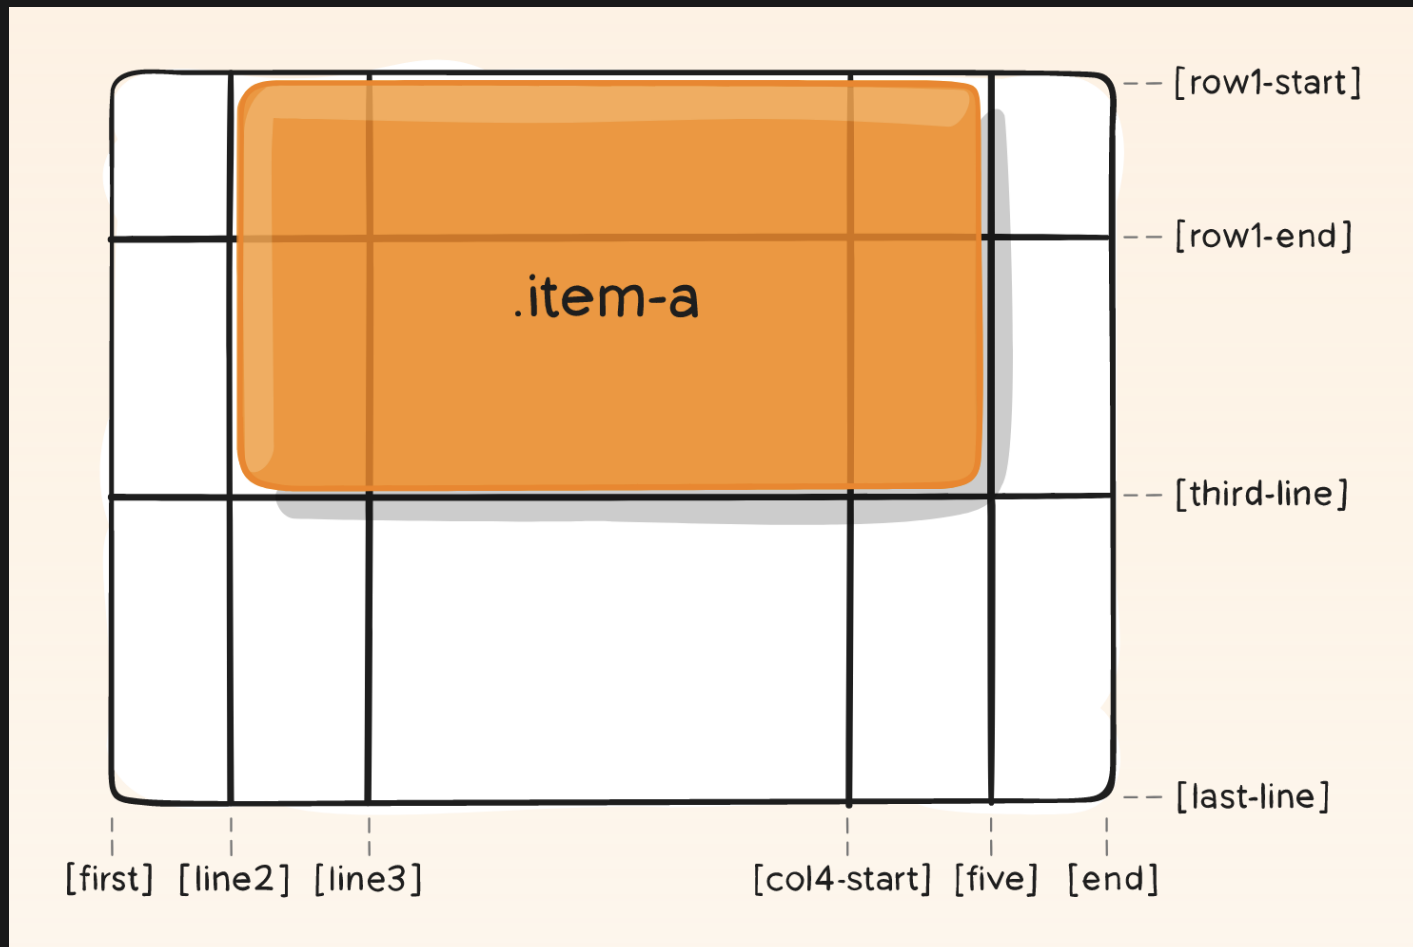 [row1-start]
[row1-end]
.item-a
[third-line]
[last-line]
[first] [line2] [line3] [col4-start] [five] [end]